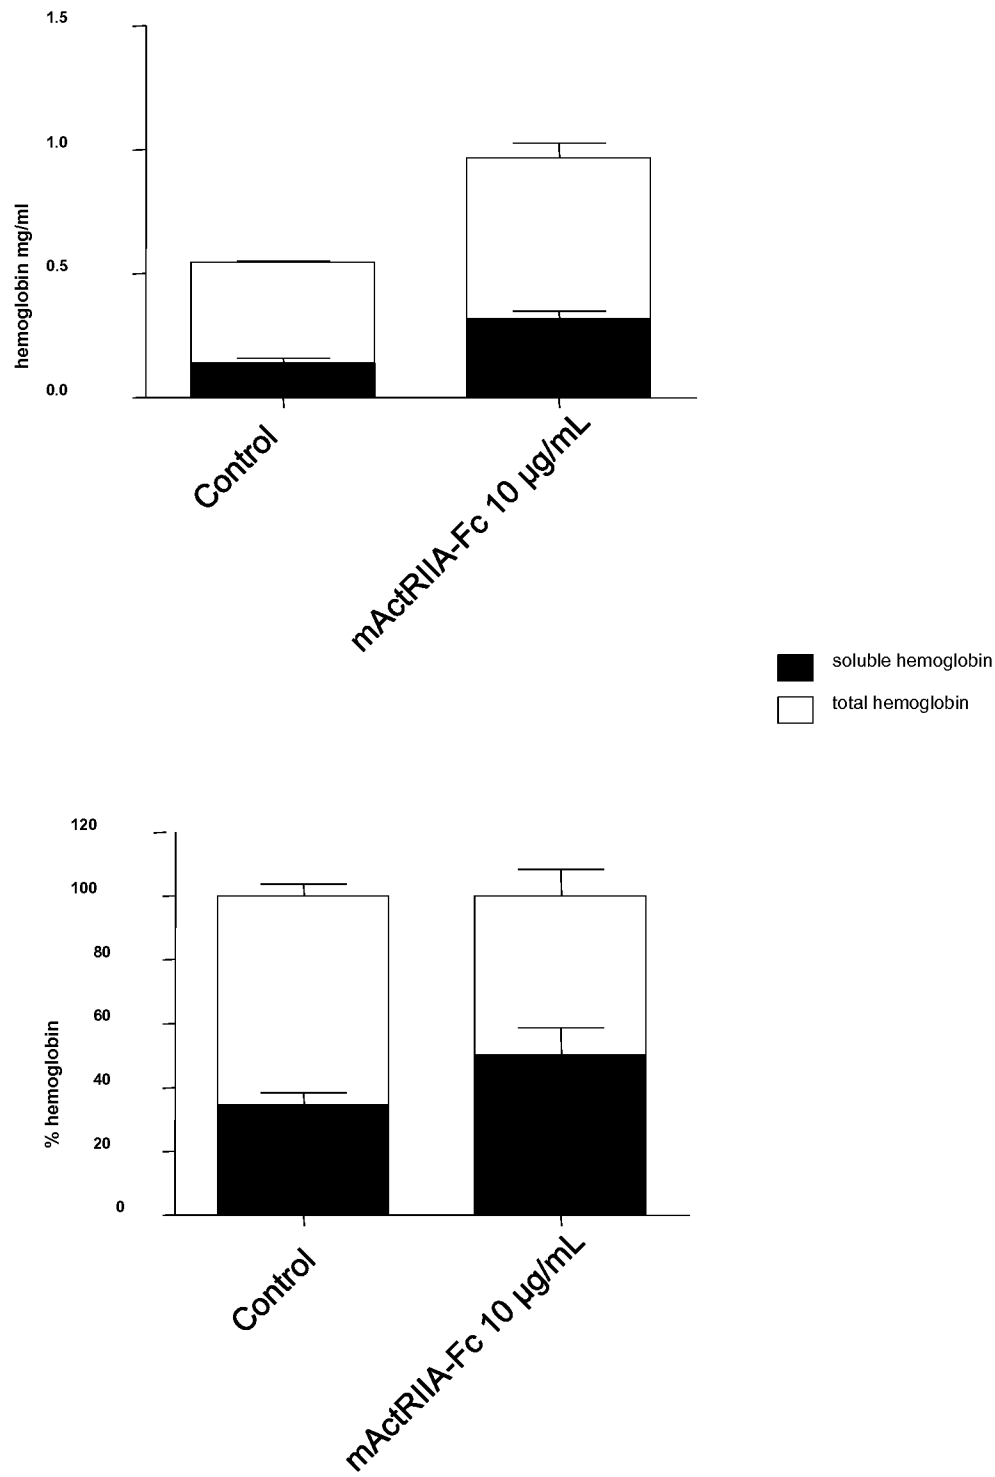 1.5
1.0
0.5
0.0
hemoglobin mg/ml
Control
mActRIIA-Fc 10 µg/mL
soluble hemoglobin
total hemoglobin
120
100
80
60
40
20
0
% hemoglobin
Control
mActRIIA-Fc 10 µg/mL